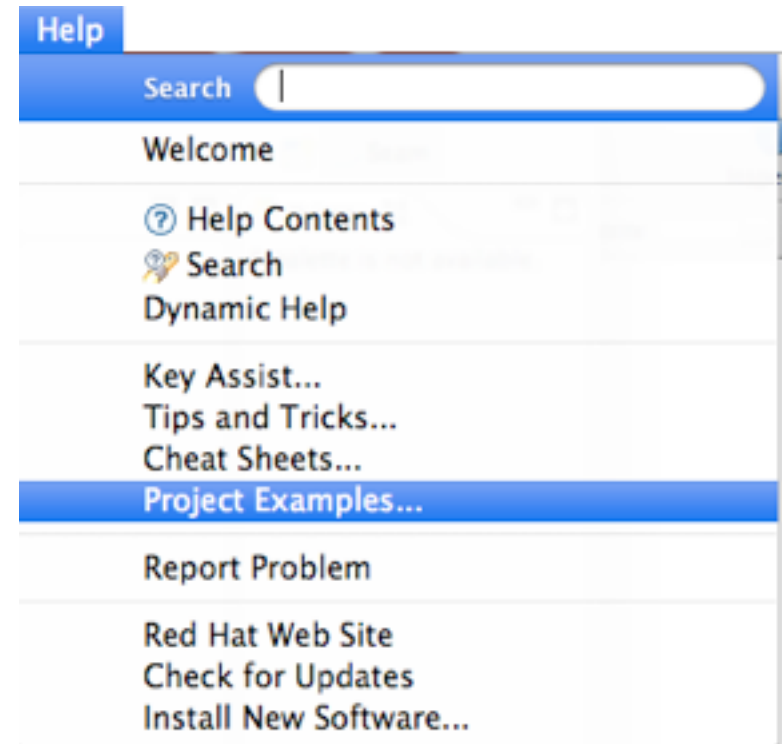 Help
Search
Welcome
Help Contents
Search
Dynamic Help
Key Assist...
Tips and Tricks...
Cheat Sheets...
Project Examples...
Report Problem
Red Hat Web Site
Check for Updates
Install New Software...